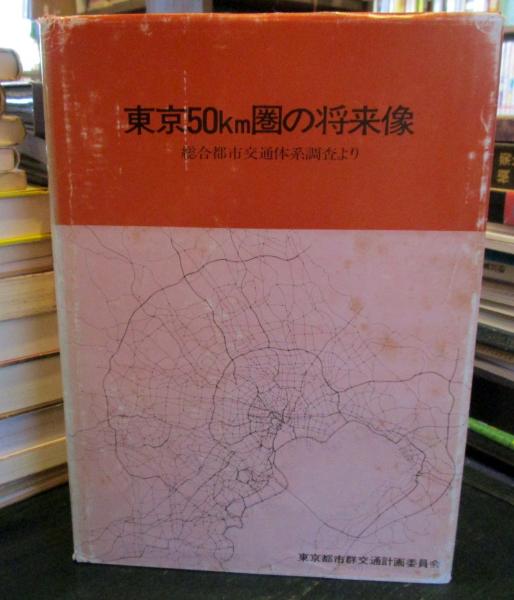 東京50km圏の将来像
総合都市交通体系調査より
東京都市群交通計画委員会